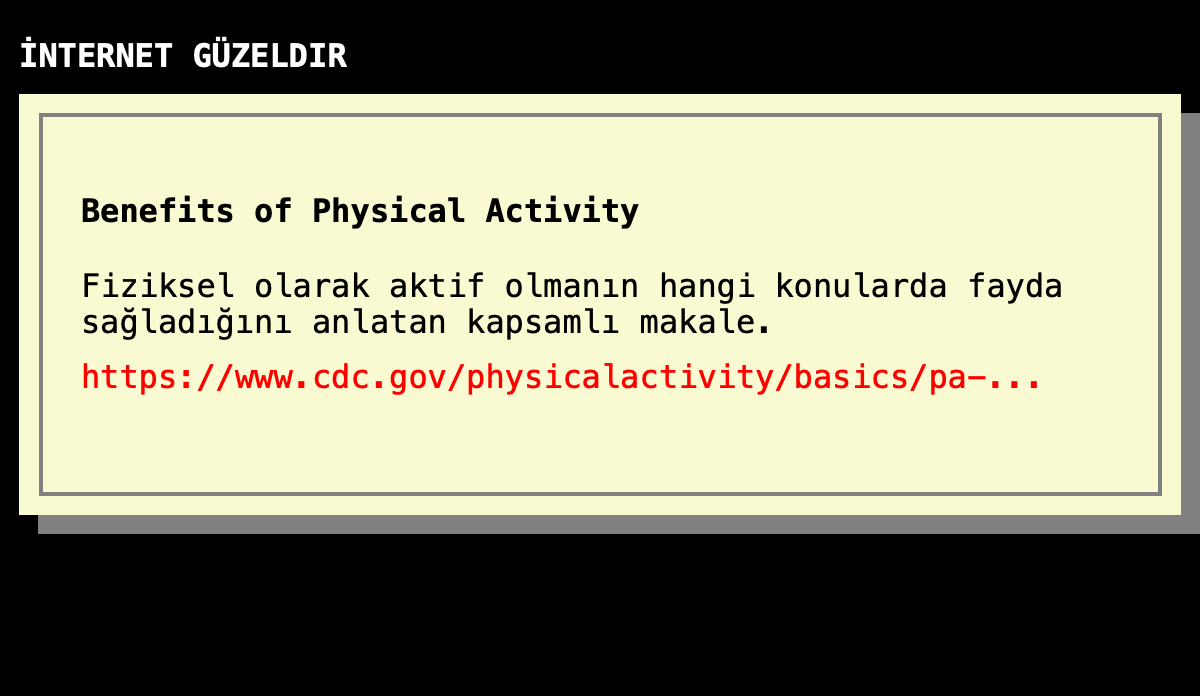 İNTERNET GÜZELDIR
Benefits of Physical Activity
Fiziksel olarak aktif olmanın hangi konularda fayda
sağladığını anlatan kapsamlı makale.
https://www.cdc.gov/physicalactivity/basics/pa-...